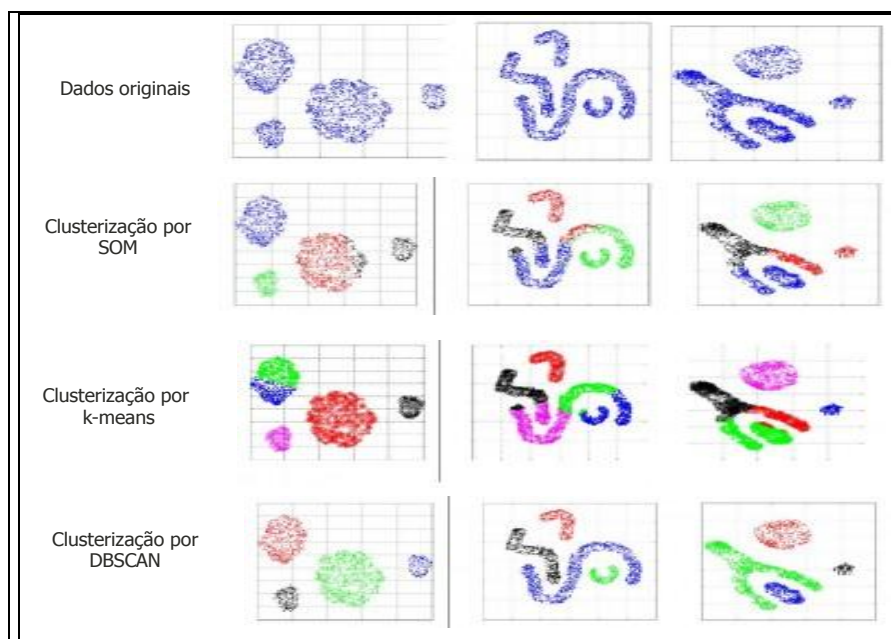 Dados originais
Clusterização por
SOM
Clusterização por
k-means
Clusterização por
DBSCAN